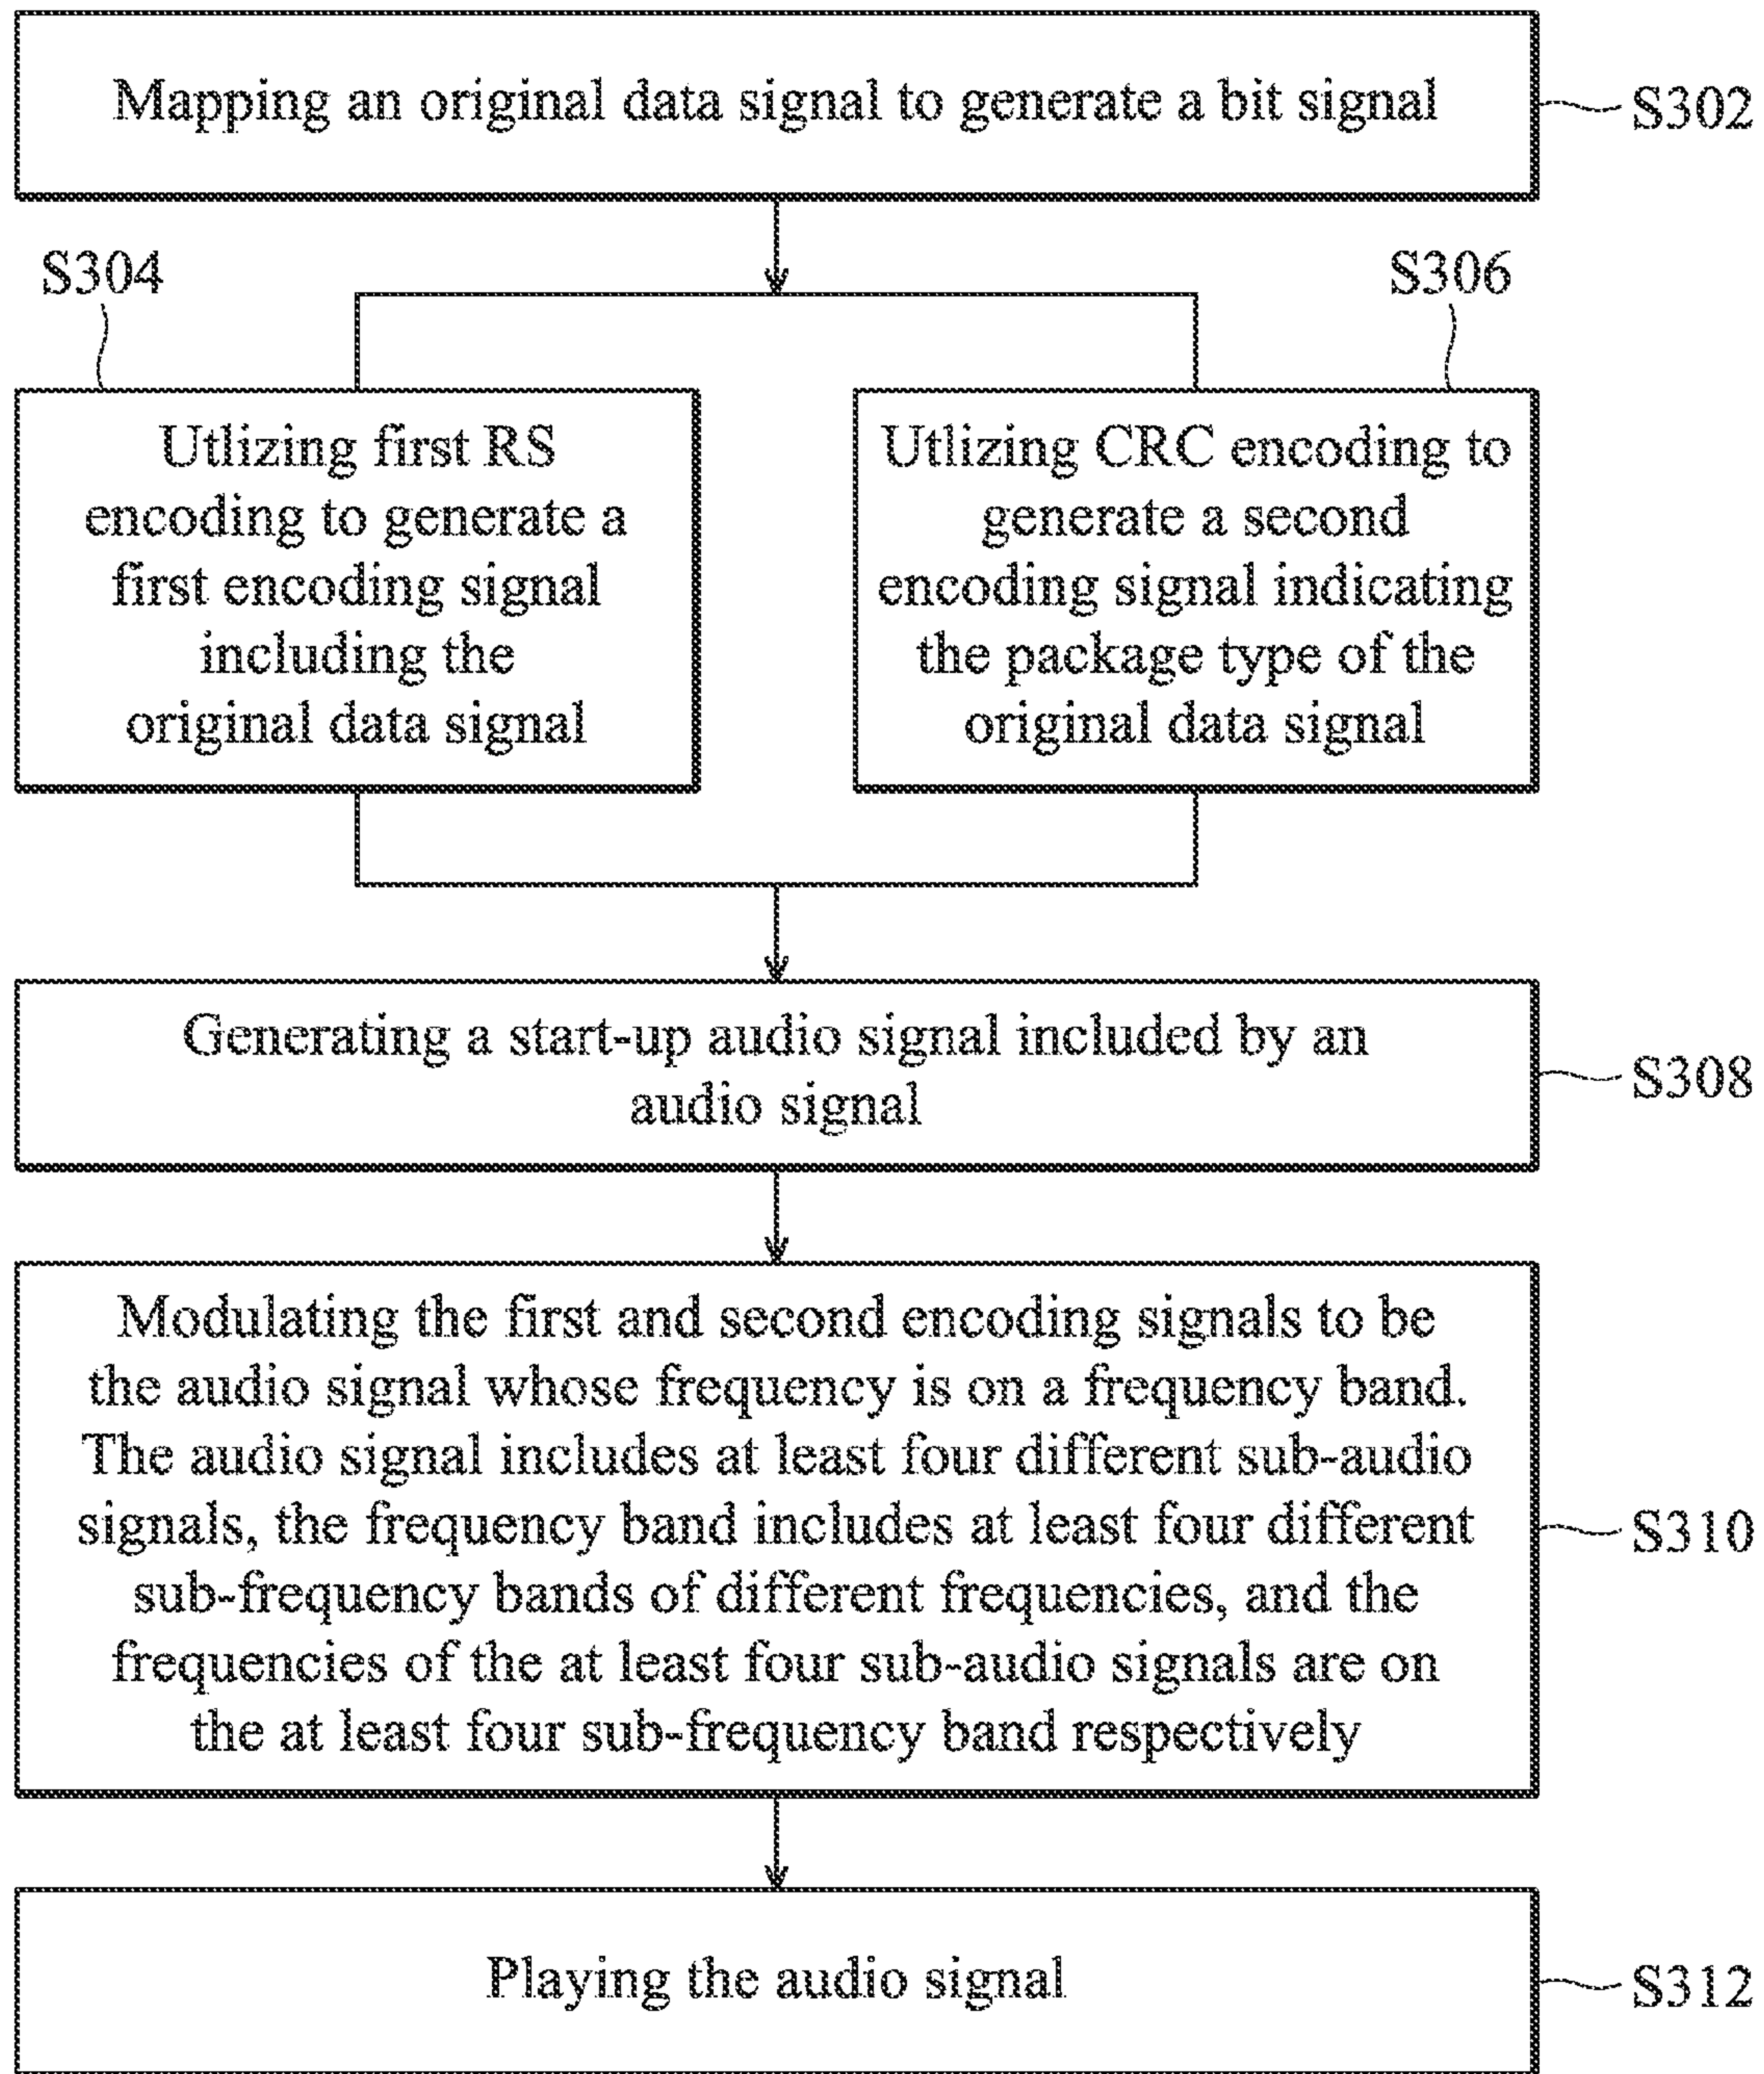 Mapping an original data signal to generate a bit signal
S302
S304
S306
Utlizing first RS
encoding to generate a
first encoding signal
including the
original data signal
Utlizing CRC encoding to
generate a second
encoding signal indicating
the package type of the
original data signal
Generating a start-up audio signal included by an
audio signal
S308
Modulating the first and second encoding signals to be
the audio signal whose frequency is on a frequency band.
The audio signal includes at least four different sub-audio
signals, the frequency band includes at least four different
sub-frequency bands of different frequencies, and the
frequencies of the at least four sub-audio signals are on
the at least four sub-frequency band respectively
S310
Playing the audio signal
S312